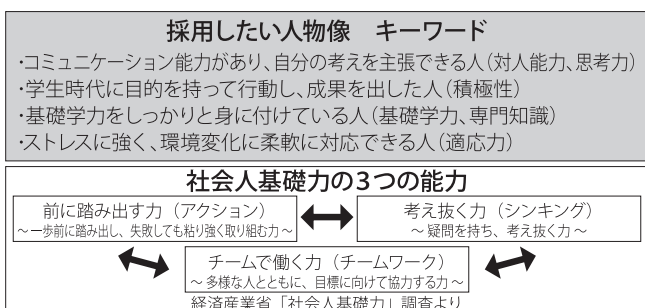 採用したい人物像　キーワード
・コミュニケーション能力があり、自分の考えを主張できる人（対人能力、思考力）
・学生時代に目的を持って行動し、成果を出した人（積極性）
・基礎学力をしっかりと身に付けている人（基礎学力、専門知識）
・ストレスに強く、環境変化に柔軟に対応できる人（適応力）
社会人基礎力の3つの能力
前に踏み出す力（アクション）
～一歩前に踏み出し、失敗しても粘り強く取り組む力～
考え抜く力（シンキング）
～疑問を持ち、考え抜く力～
チームで働く力（チームワーク）
～多様な人とともに、目標に向けて協力する力～
経済産業省「社会人基礎力」調査より